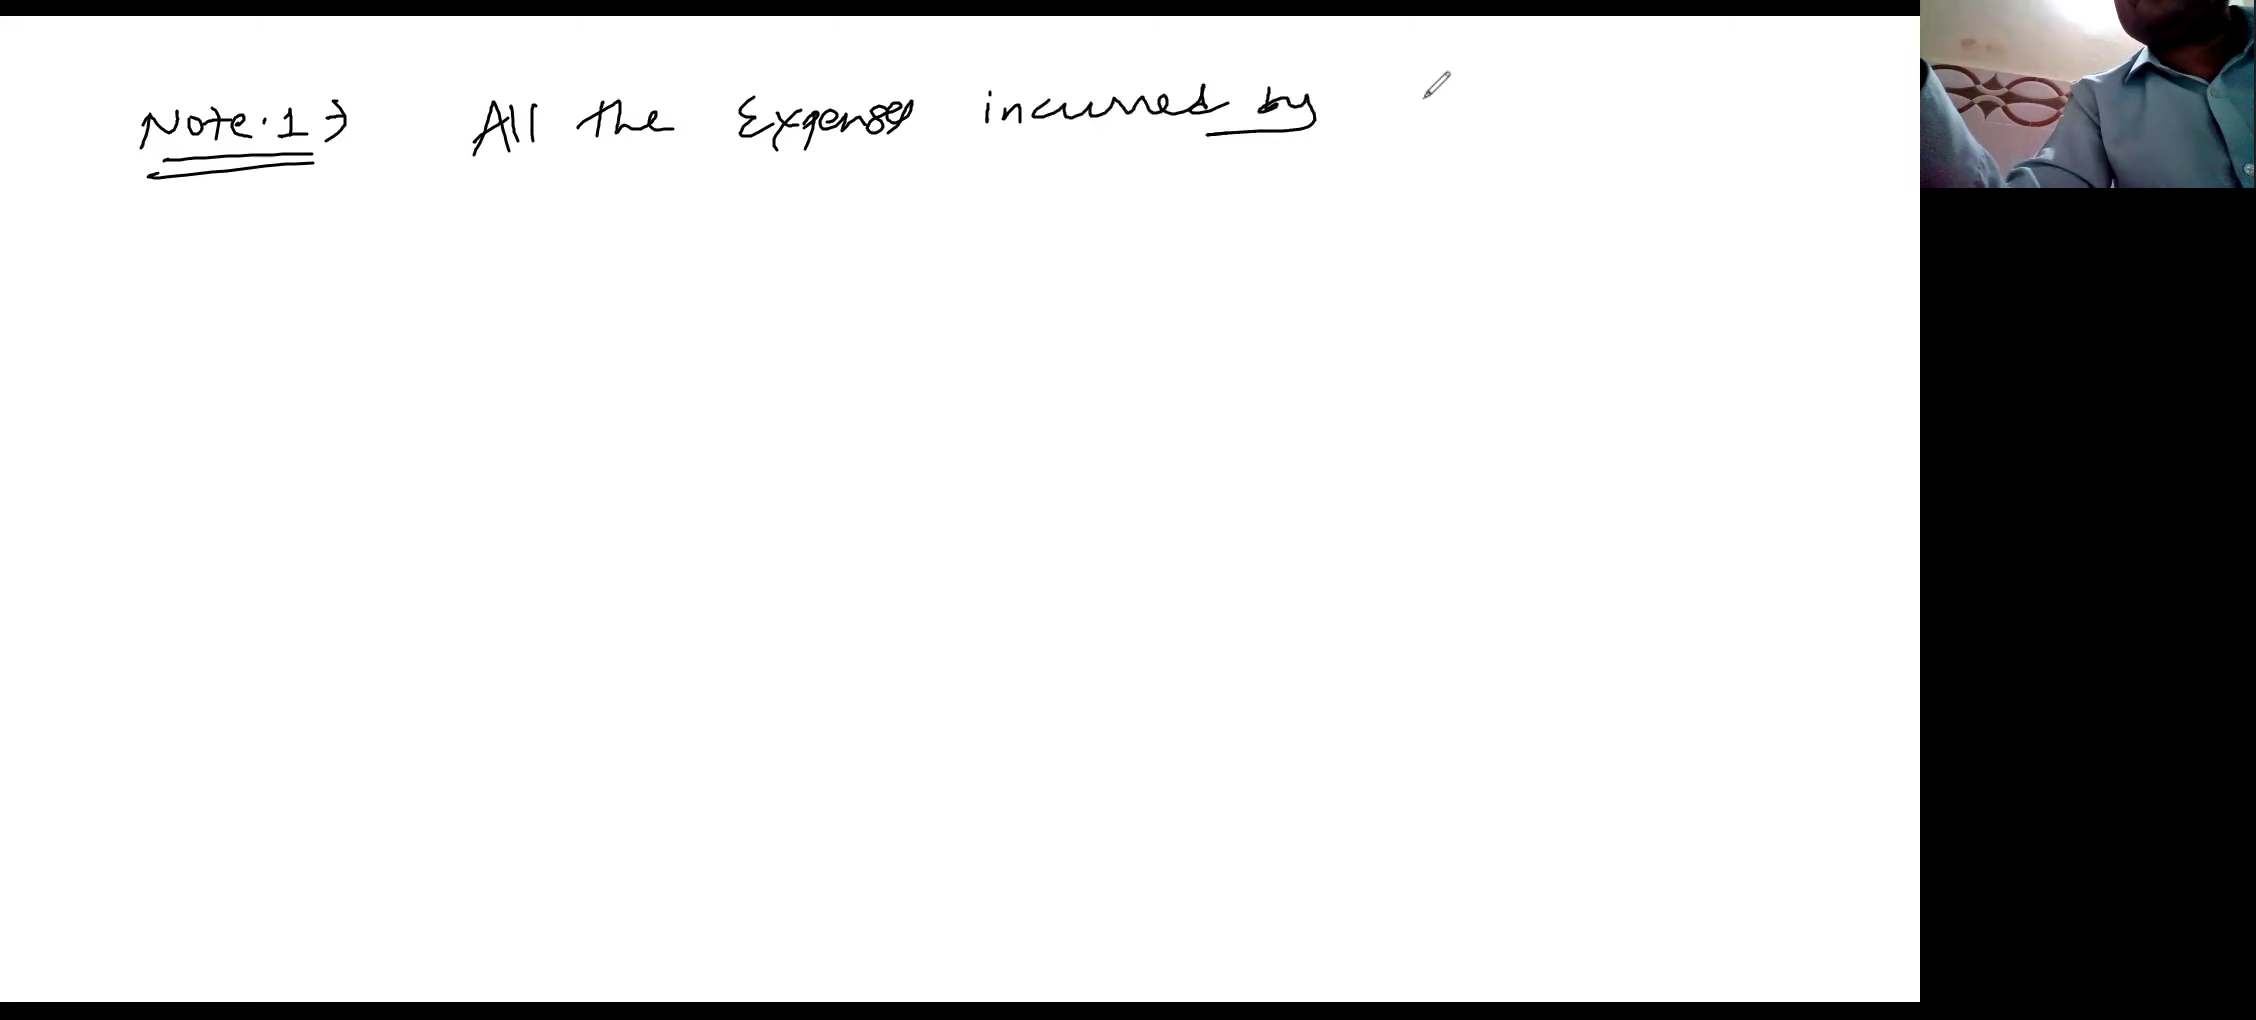 Note.1→ All the Expenses incurred by